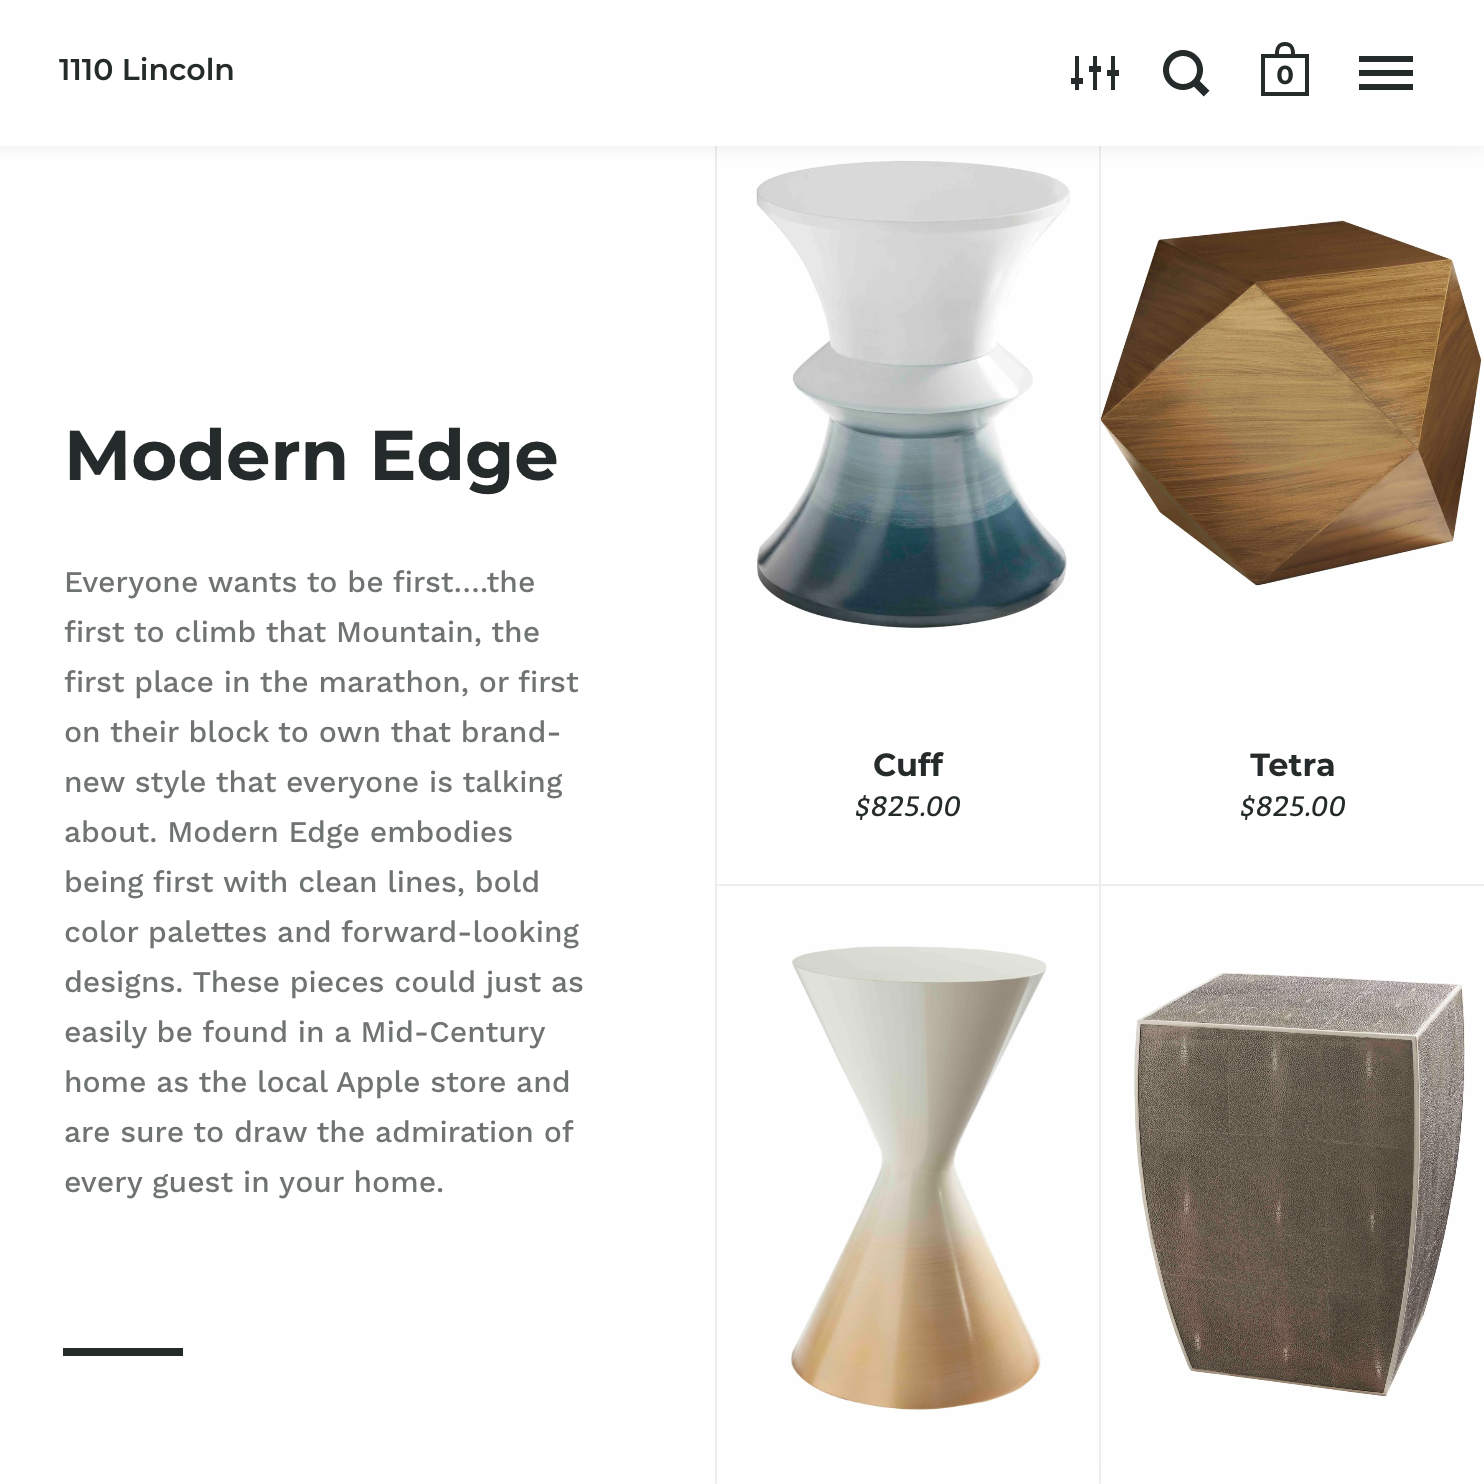 1110 Lincoln
0
Modern Edge
Everyone wants to be first....the
first to climb that Mountain, the
first place in the marathon, or first
on their block to own that brand-
new style that everyone is talking
about. Modern Edge embodies
being first with clean lines, bold
color palettes and forward-looking
designs. These pieces could just as
easily be found in a Mid-Century
home as the local Apple store and
are sure to draw the admiration of
every guest in your home.
Cuff
$825.00
Tetra
$825.00